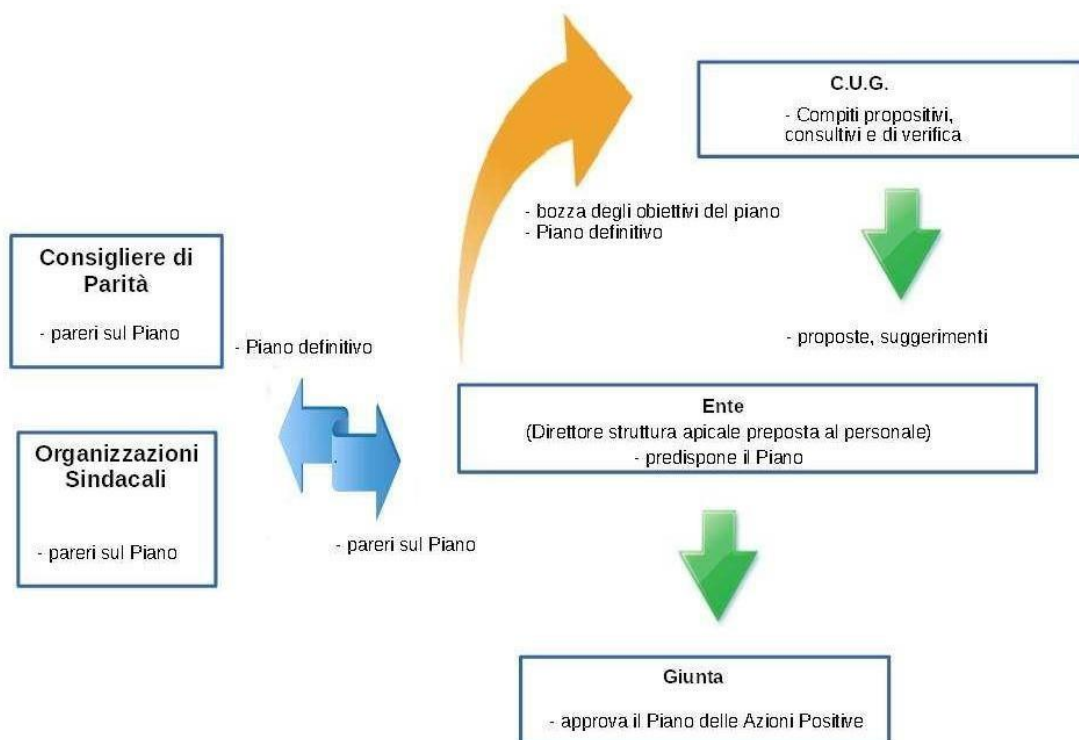 C.U.G.
- Compiti propositivi,
consultivi e di verifica
- bozza degli obiettivi del piano
- Piano definitivo
Consigliere di
Parità
- pareri sul Piano
- Piano definitivo
- proposte, suggerimenti
Ente
(Direttore struttura apicale preposta al personale)
- predispone il Piano
Organizzazioni
Sindacali
- pareri sul Piano
- pareri sul Piano
Giunta
- approva il Piano delle Azioni Positive